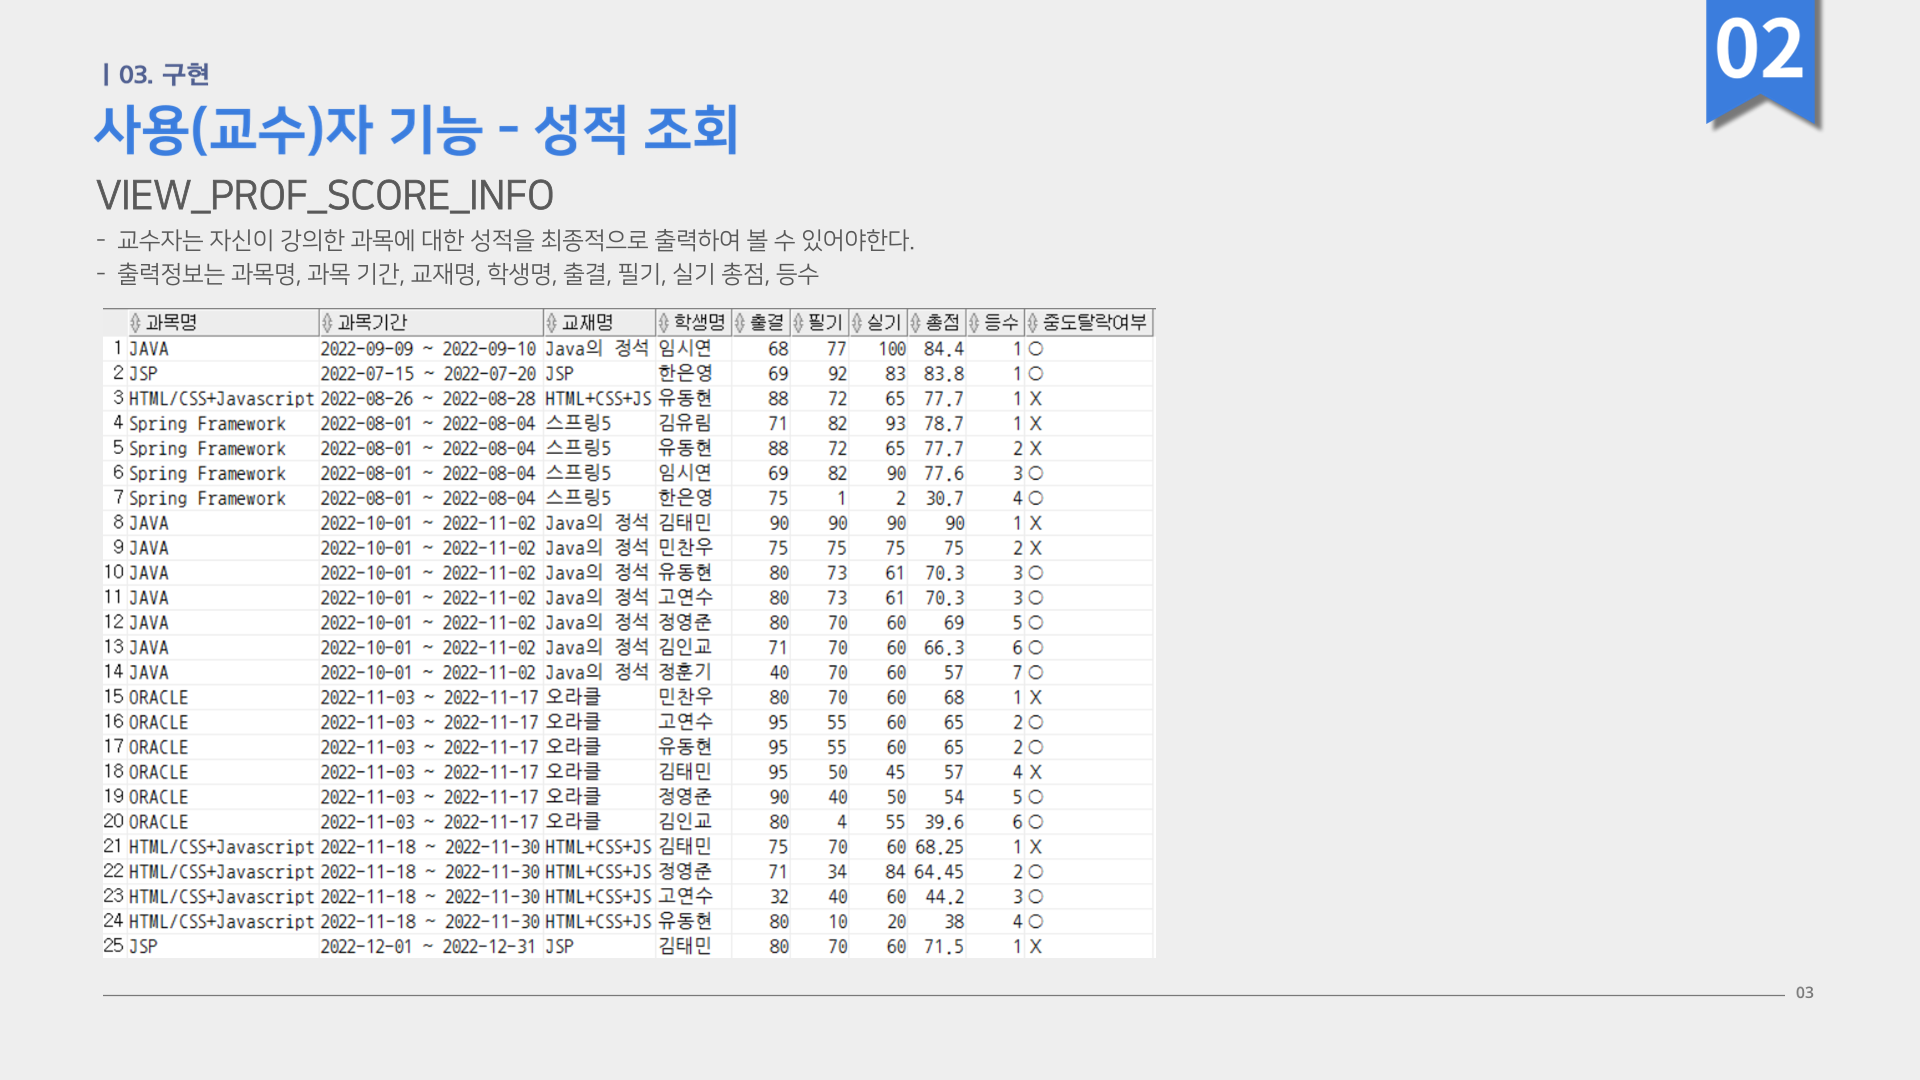 02
| 03. 구현
사용(교수)자 기능 - 성적 조회
VIEW_PROF_SCORE_INFO
- 교수자는 자신이 강의한 과목에 대한 성적을 최종적으로 출력하여 볼 수 있어야한다.
- 출력정보는 과목명, 과목 기간, 교재명, 학생명, 출결, 필기, 실기 총점, 등수
과목명 과목기간 교재명 학생명 출결 필기 실기 총점 등수 중도탈락여부
1 JAVA 2022-09-09 ~ 2022-09-10 Java의 정석 임시연 68 77 100 84.4 1 O
2 JSP 2022-07-15 ~ 2022-07-20 JSP 한은영 69 92 83 83.8 1 O
3 HTML/CSS+Javascript 2022-08-26 ~ 2022-08-28 HTML+CSS+JS 유동현 88 72 65 77.7 1 X
4 Spring Framework 2022-08-01 ~ 2022-08-04 스프링5 김유림 71 82 93 78.7 1 X
5 Spring Framework 2022-08-01 ~ 2022-08-04 스프링5 유동현 88 72 65 77.7 2 X
6 Spring Framework 2022-08-01 ~ 2022-08-04 스프링5 임시연 69 82 90 77.6 3 O
7 Spring Framework 2022-08-01 ~ 2022-08-04 스프링5 한은영 75 1 2 30.7 4 O
8 JAVA 2022-10-01 ~ 2022-11-02 Java의 정석 김태민 90 90 90 90 1 X
9 JAVA 2022-10-01 ~ 2022-11-02 Java의 정석 민찬우 75 75 75 75 2 X
10 JAVA 2022-10-01 ~ 2022-11-02 Java의 정석 유동현 80 73 61 70.3 3 O
11 JAVA 2022-10-01 ~ 2022-11-02 Java의 정석 고연수 80 73 61 70.3 3 O
12 JAVA 2022-10-01 ~ 2022-11-02 Java의 정석 정영준 80 70 60 69 5 O
13 JAVA 2022-10-01 ~ 2022-11-02 Java의 정석 김인교 71 70 60 66.3 6 O
14 JAVA 2022-10-01 ~ 2022-11-02 Java의 정석 정훈기 40 70 60 57 7 O
15 ORACLE 2022-11-03 ~ 2022-11-17 오라클 민찬우 80 70 60 68 1 X
16 ORACLE 2022-11-03 ~ 2022-11-17 오라클 고연수 95 55 60 65 2 O
17 ORACLE 2022-11-03 ~ 2022-11-17 오라클 유동현 95 55 60 65 2 O
18 ORACLE 2022-11-03 ~ 2022-11-17 오라클 김태민 95 50 45 57 4 X
19 ORACLE 2022-11-03 ~ 2022-11-17 오라클 정영준 90 40 50 54 5 O
20 ORACLE 2022-11-03 ~ 2022-11-17 오라클 김인교 80 4 55 39.6 6 O
21 HTML/CSS+Javascript 2022-11-18 ~ 2022-11-30 HTML+CSS+JS 김태민 75 70 60 68.25 1 X
22 HTML/CSS+Javascript 2022-11-18 ~ 2022-11-30 HTML+CSS+JS 정영준 71 34 84 64.45 2 O
23 HTML/CSS+Javascript 2022-11-18 ~ 2022-11-30 HTML+CSS+JS 고연수 32 40 60 44.2 3 O
24 HTML/CSS+Javascript 2022-11-18 ~ 2022-11-30 HTML+CSS+JS 유동현 80 10 20 38 4 O
25 JSP 2022-12-01 ~ 2022-12-31 JSP 김태민 80 70 60 71.5 1 X
03